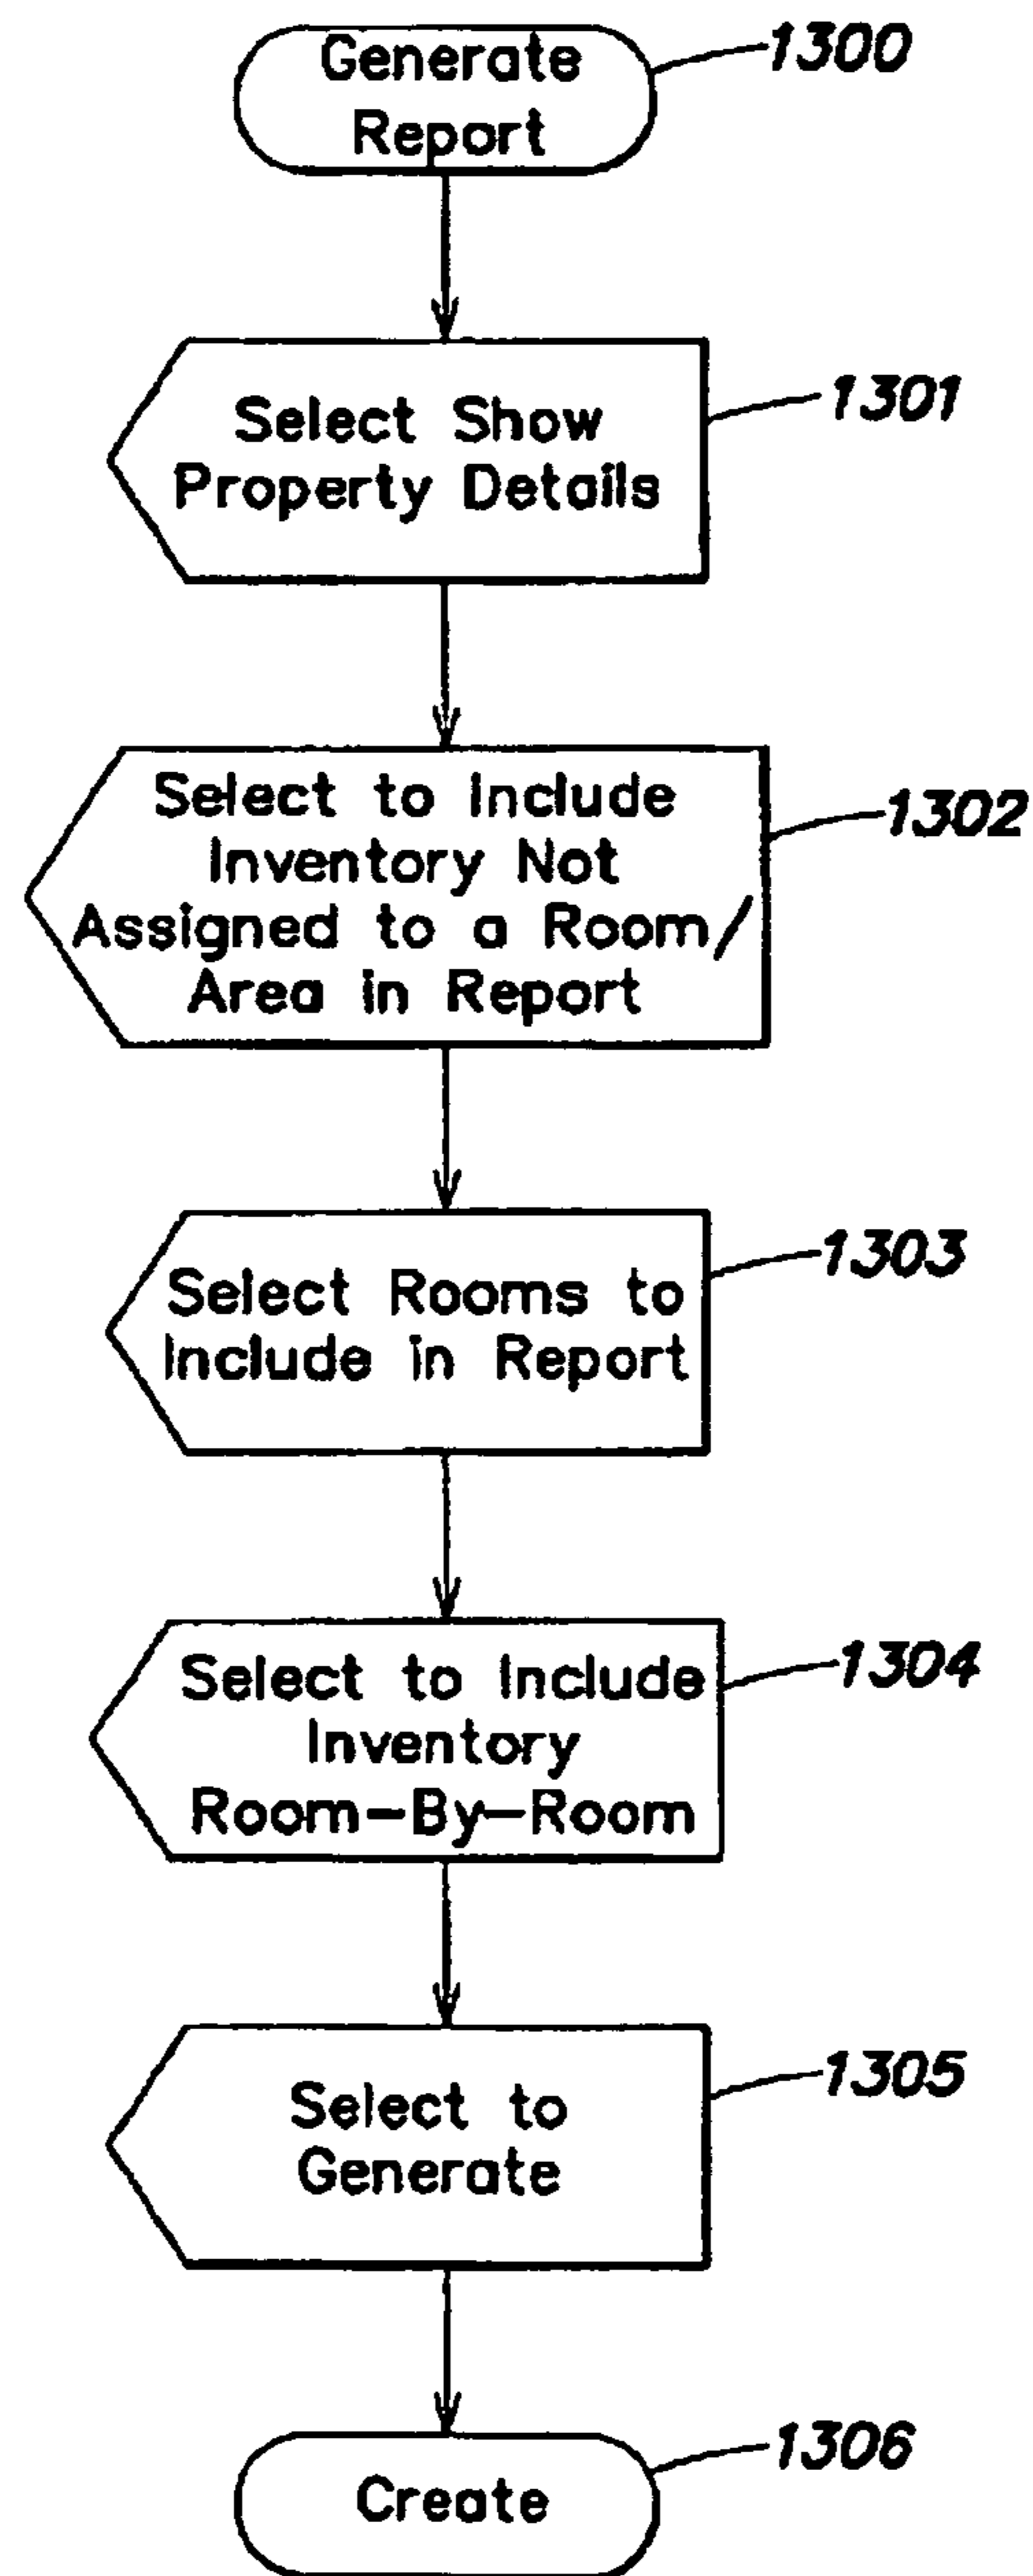 Generate
Report
1300
Select Show
Property Details
1301
Select to Include
Inventory Not
Assigned to a Room/
Area in Report
1302
Select Rooms to
Include in Report
1303
Select to Include
Inventory
Room-By-Room
1304
Select to
Generate
1305
Create
1306